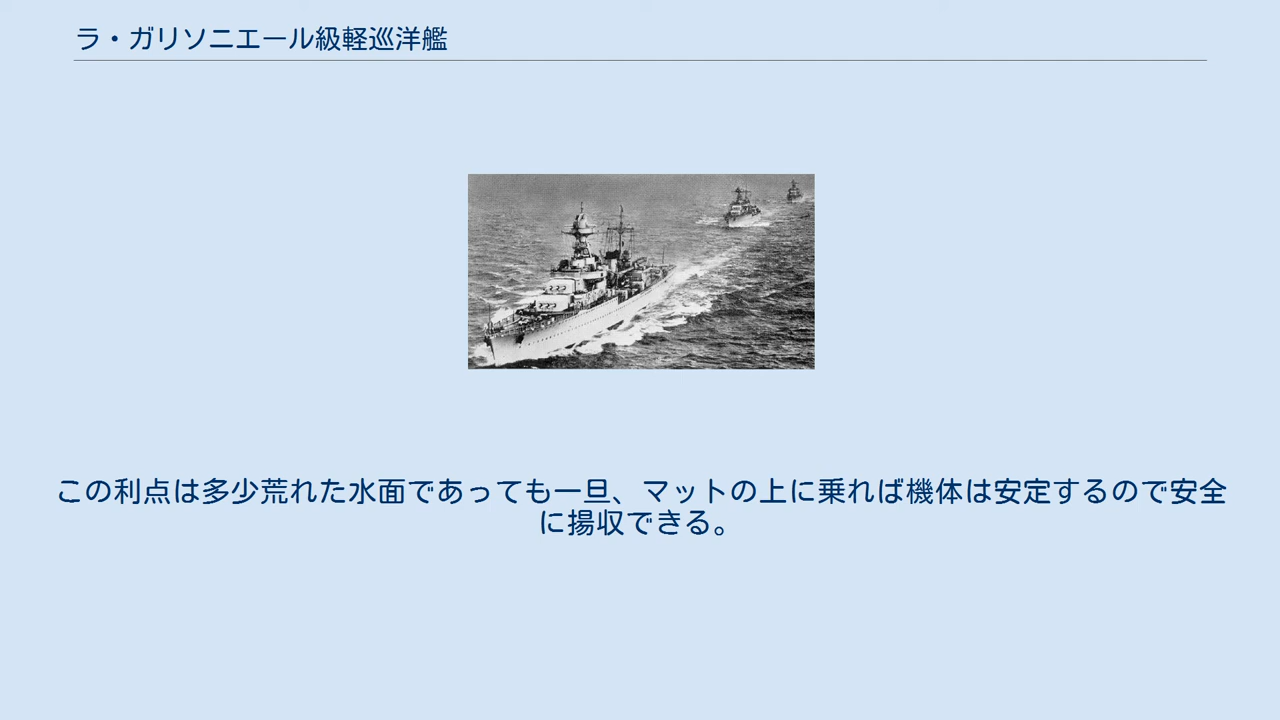 ラ・ガリソニエール級軽巡洋艦
この利点は多少荒れた水面であっても一旦、マットの上に乗れば機体は安定するので安全
に揚収できる。